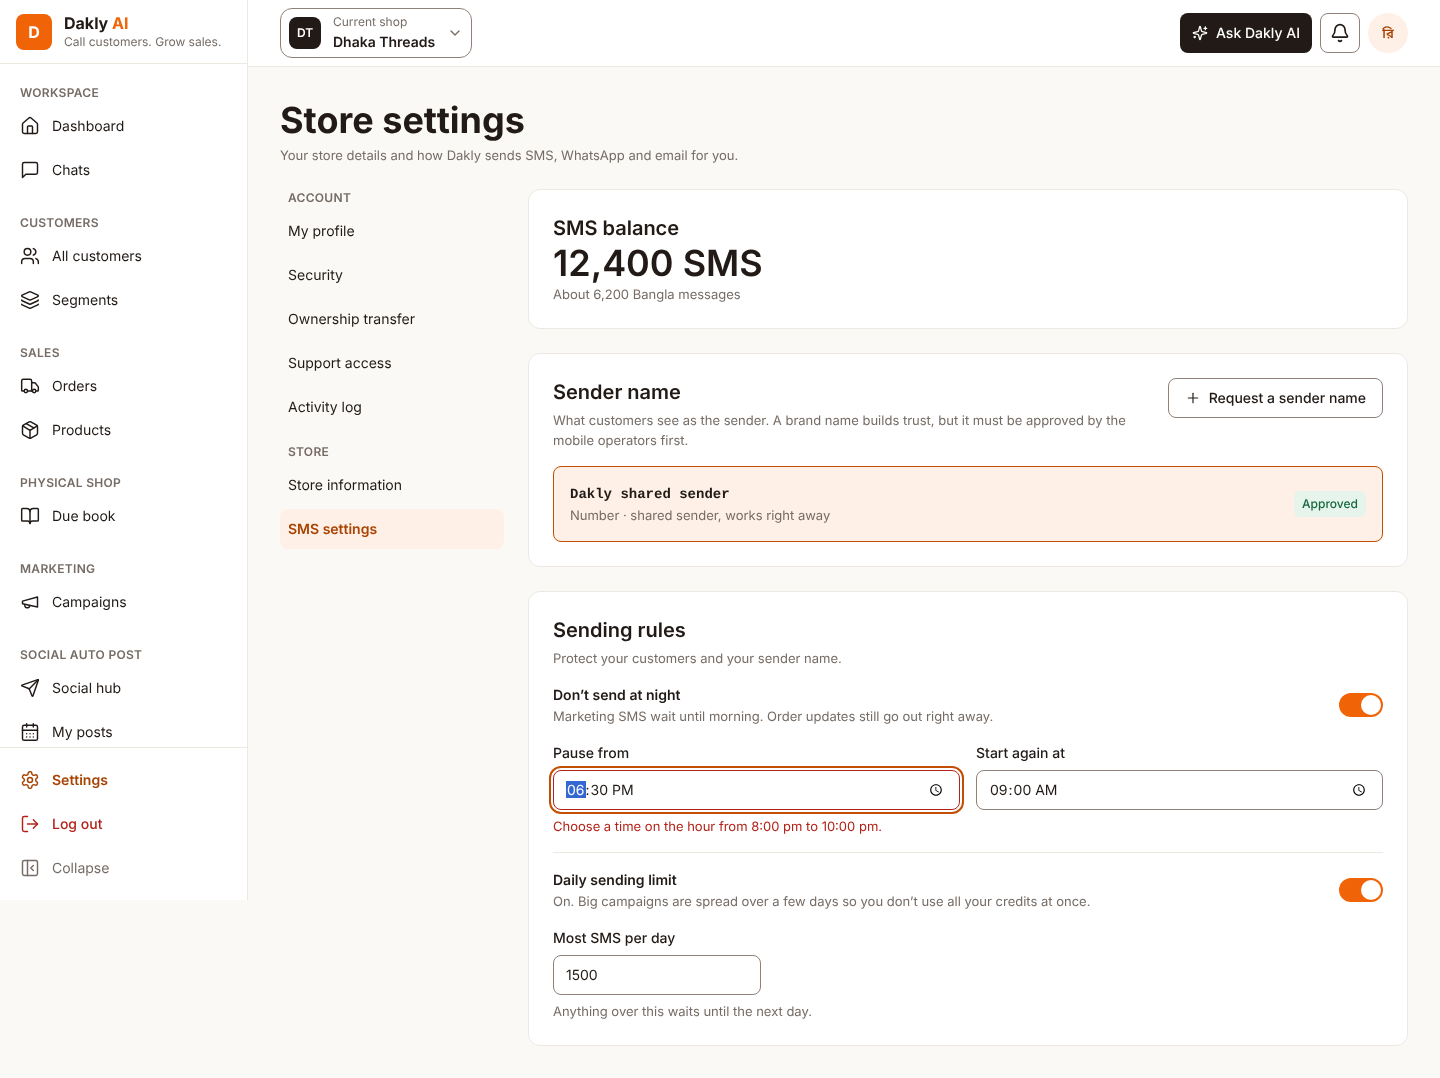 D
Dakly AI
Call customers. Grow sales.
WORKSPACE
Dashboard
Chats
CUSTOMERS
All customers
Segments
SALES
Orders
Products
PHYSICAL SHOP
Due book
MARKETING
Campaigns
SOCIAL AUTO POST
Social hub
My posts
Settings
Log out
Collapse
DT
Current shop
Dhaka Threads
Ask Dakly AI
রি
Store settings
Your store details and how Dakly sends SMS, WhatsApp and email for you.
ACCOUNT
My profile
Security
Ownership transfer
Support access
Activity log
STORE
Store information
SMS settings
SMS balance
12,400 SMS
About 6,200 Bangla messages
Sender name
What customers see as the sender. A brand name builds trust, but it must be approved by the
mobile operators first.
Request a sender name
Dakly shared sender
Number · shared sender, works right away
Approved
Sending rules
Protect your customers and your sender name.
Don’t send at night
Marketing SMS wait until morning. Order updates still go out right away.
Pause from
06:30 PM
Choose a time on the hour from 8:00 pm to 10:00 pm.
Start again at
09:00 AM
Daily sending limit
On. Big campaigns are spread over a few days so you don’t use all your credits at once.
Most SMS per day
1500
Anything over this waits until the next day.